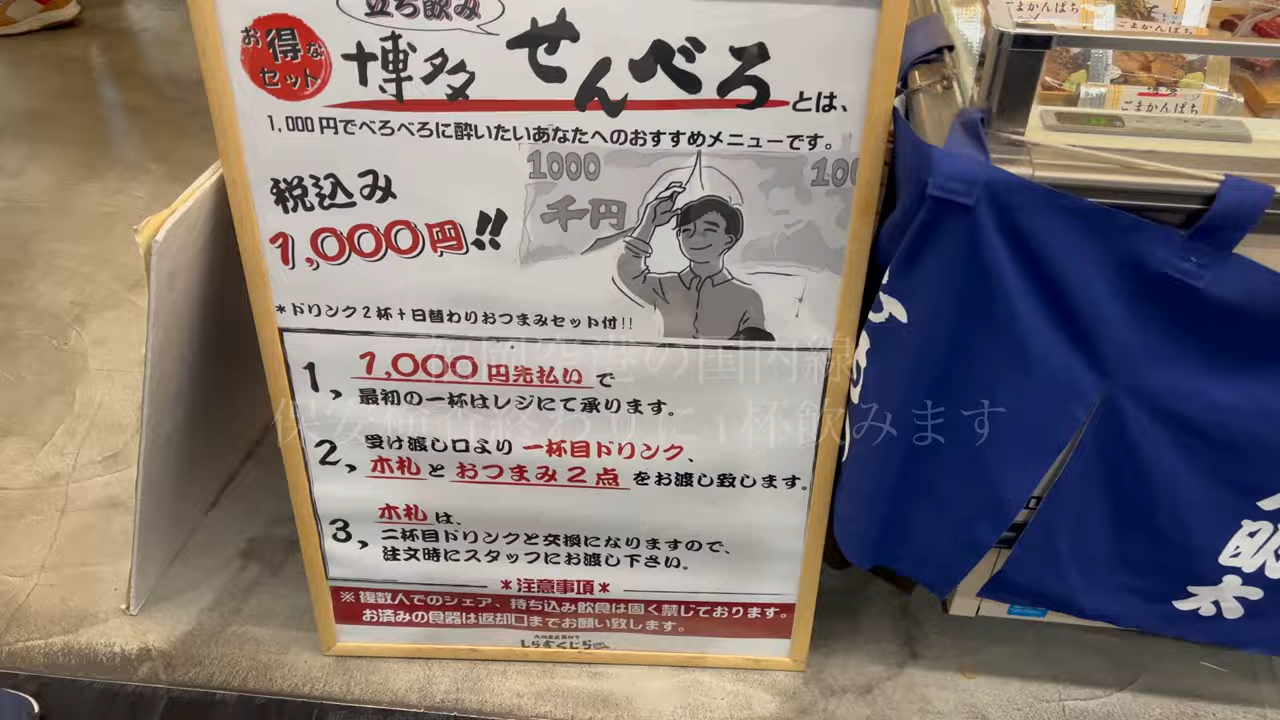 立ち飲み
お得なセット
博多 せんべろとは、
1,000円でべろべろに酔いたいあなたへのおすすめメニューです。
1000
千円
税込み
1,000円!!
*ドリンク2杯+日替わりおつまみセット付!!
1, 1,000円先払いで
最初の一杯はレジにて承ります。
2, 受け渡し口より一杯目ドリンク、
木札とおつまみ2点をお渡し致します。
3, 木札は、
二杯目ドリンクと交換になりますので、
注文時にスタッフにお渡し下さい。
*注意事項*
※複数人でのシェア、持ち込み飲食は固く禁じております。
お済みの食器は返却口までお願い致します。
しらすくじら
福岡空港の国内線
保安検査終わりに1杯飲みます
ごまかんぱち
ごまかんぱち
明太